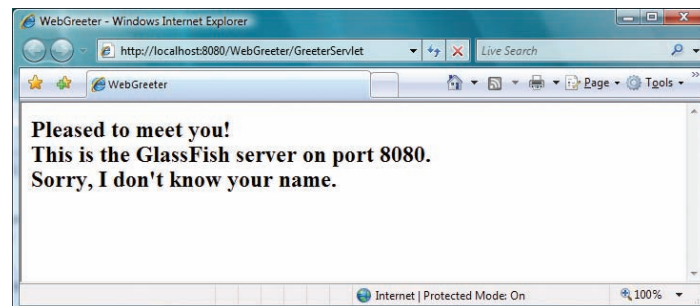 WebGreeter - Windows Internet Explorer
http://localhost:8080/WebGreeter/GreeterServlet
Live Search
WebGreeter
Page
Tools
»
Pleased to meet you!
This is the GlassFish server on port 8080.
Sorry, I don't know your name.
Internet | Protected Mode: On
100%